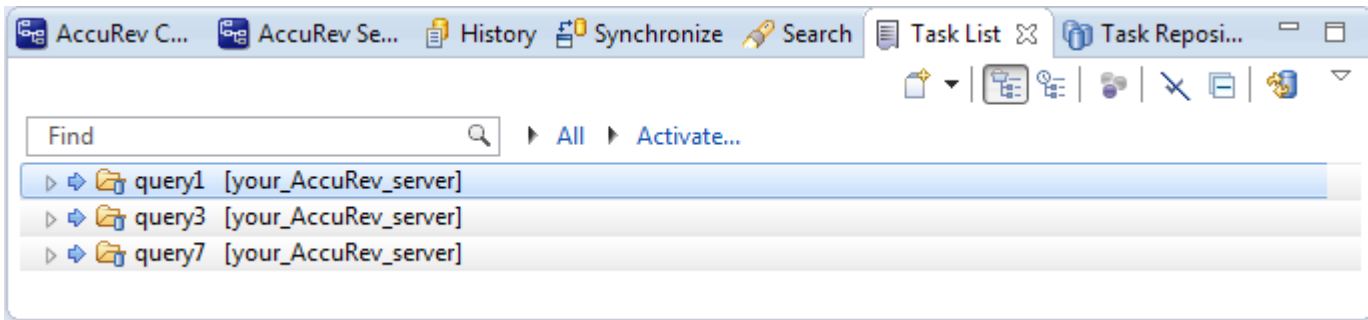 AccuRev C... AccuRev Se... History Synchronize Search Task List Task Reposi...
Find All Activate...
query1 [your_AccuRev_server]
query3 [your_AccuRev_server]
query7 [your_AccuRev_server]